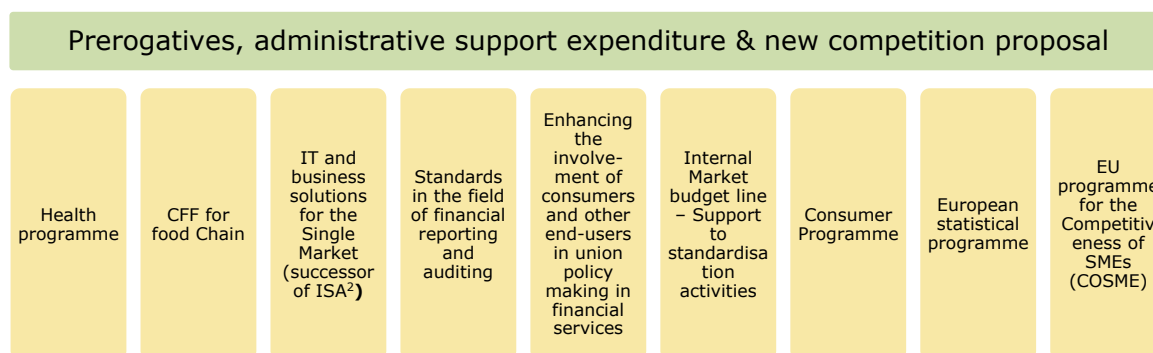 Prerogatives, administrative support expenditure & new competition proposal
Health
programme
CFF for
food Chain
IT and
business
solutions
for the
Single
Market
(successor
of ISA²)
Standards
in the field
of financial
reporting
and
auditing
Enhancing
the
involve-
ment of
consumers
and other
end-users
in union
policy
making in
financial
services
Internal
Market
budget line
– Support
to
standardisa
tion
activities
Consumer
Programme
European
statistical
programme
EU
programme
for the
Competitiv
eness of
SMEs
(COSME)